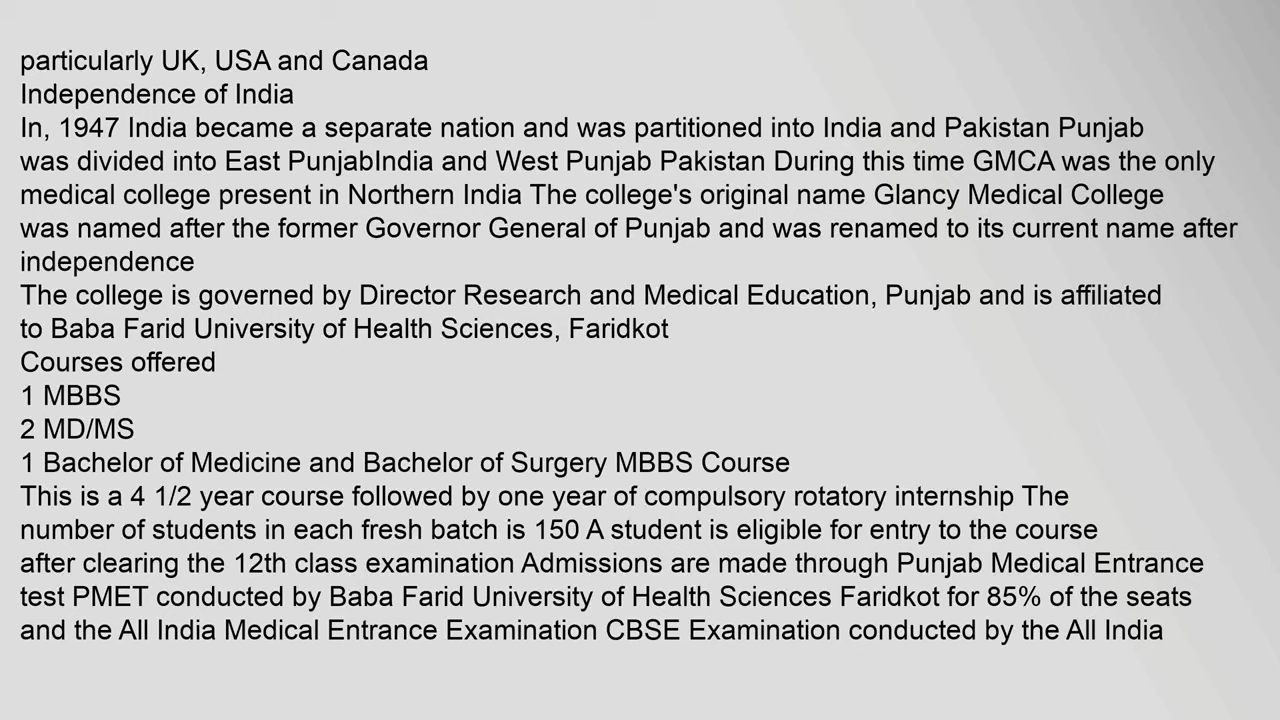 particularly UK, USA and Canada
Independence of India
In, 1947 India became a separate nation and was partitioned into India and Pakistan Punjab
was divided into East PunjabIndia and West Punjab Pakistan During this time GMCA was the only
medical college present in Northern India The college's original name Glancy Medical College
was named after the former Governor General of Punjab and was renamed to its current name after
independence
The college is governed by Director Research and Medical Education, Punjab and is affiliated
to Baba Farid University of Health Sciences, Faridkot
Courses offered
1 MBBS
2 MD/MS
1 Bachelor of Medicine and Bachelor of Surgery MBBS Course
This is a 4 1/2 year course followed by one year of compulsory rotatory internship The
number of students in each fresh batch is 150 A student is eligible for entry to the course
after clearing the 12th class examination Admissions are made through Punjab Medical Entrance
test PMET conducted by Baba Farid University of Health Sciences Faridkot for 85% of the seats
and the All India Medical Entrance Examination CBSE Examination conducted by the All India